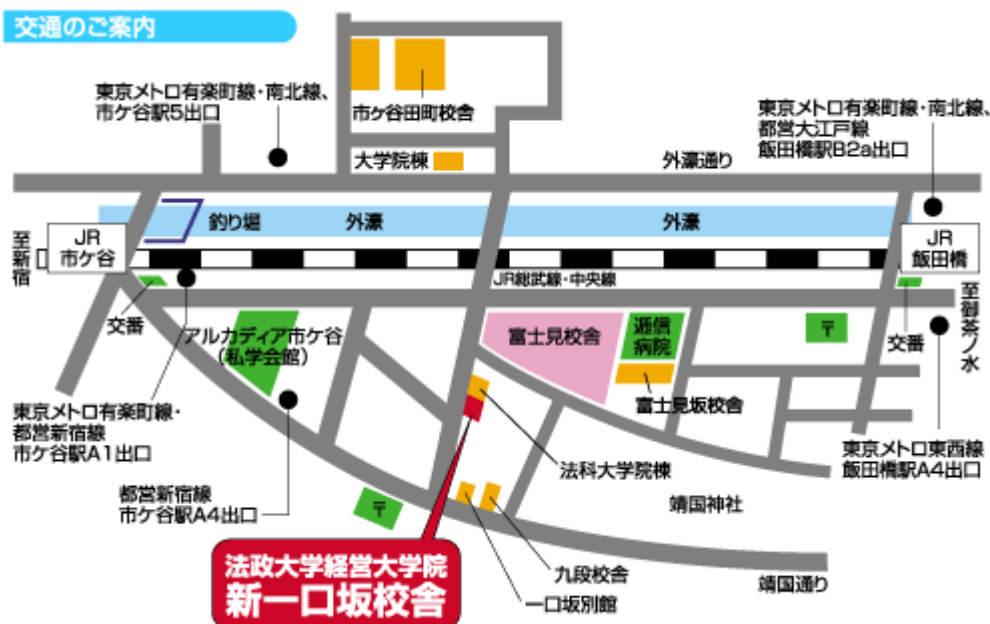 交通のご案内
東京メトロ有楽町線・南北線、
市ケ谷駅5出口
市ケ谷田町校舎
大学院棟
外濠通り
東京メトロ有楽町線・南北線、
都営大江戸線
飯田橋駅B2a出口
釣り堀
外濠
外濠
至新宿
JR
市ケ谷
JR
飯田橋
JR総武線・中央線
至御茶ノ水
交番
アルカディア市ケ谷
（私学会館）
富士見校舎
逓信
病院
〒
交番
富士見坂校舎
東京メトロ有楽町線・
都営新宿線
市ケ谷駅A1出口
法科大学院棟
東京メトロ東西線
飯田橋駅A4出口
都営新宿線
市ケ谷駅A4出口
〒
靖国神社
法政大学経営大学院
新一口坂校舎
九段校舎
一口坂別館
靖国通り